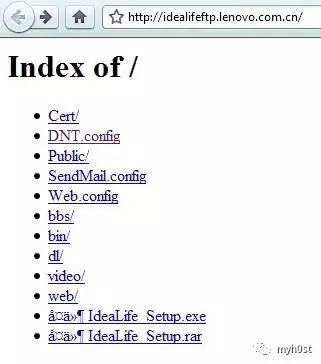 http://idealifeftp.lenovo.com.cn/
Index of /
Cert/
DNT.config
Public/
SendMail.config
Web.config
bbs/
bin/
dl/
video/
web/
å¤ä»¶ IdeaLife_Setup.exe
å¤ä»¶ IdeaLife_Setup.rar
myh0st